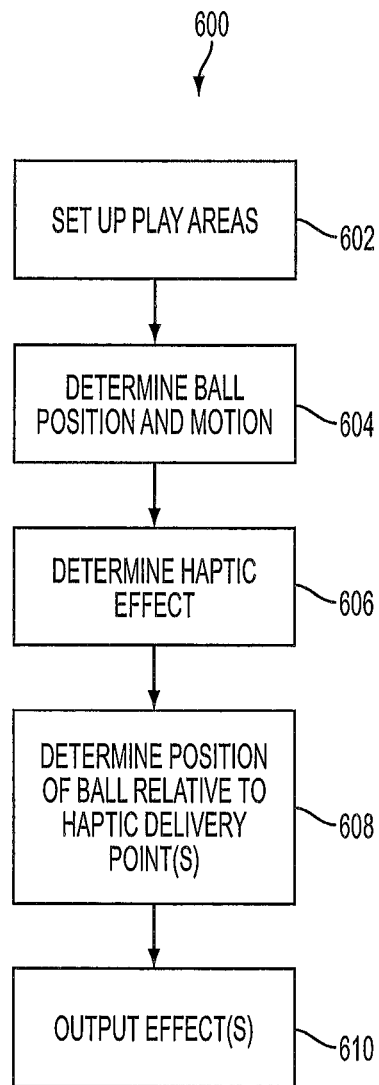 600
SET UP PLAY AREAS
602
DETERMINE BALL
POSITION AND MOTION
604
DETERMINE HAPTIC
EFFECT
606
DETERMINE POSITION
OF BALL RELATIVE TO
HAPTIC DELIVERY
POINT(S)
608
OUTPUT EFFECT(S)
610